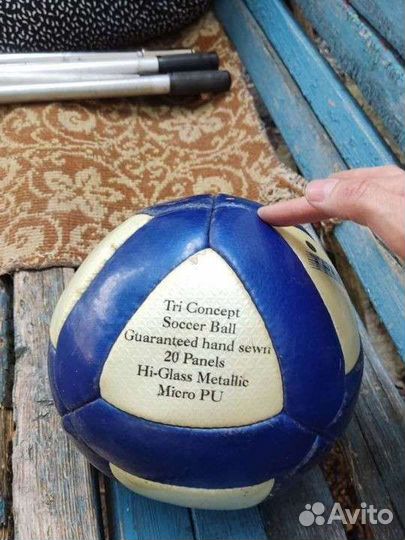 Tri Concept
Soccer Ball
Guaranteed hand sewn
20 Panels
Hi-Glass Metallic
Micro PU
Avito